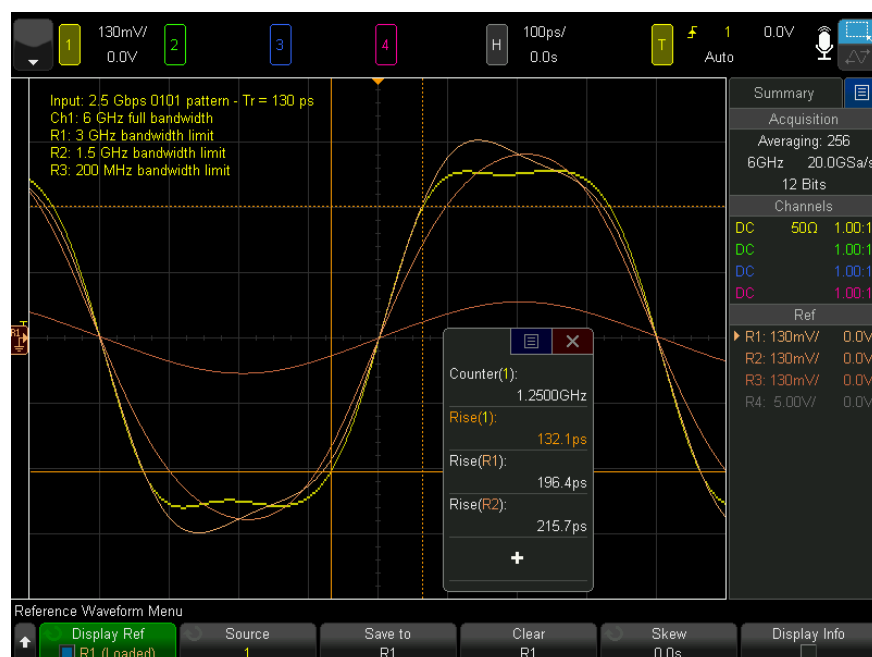 1 130mV/ 0.0V 2 3 4 H 100ps/ 0.0s T 1 0.0V Auto
Input: 2.5 Gbps 0101 pattern - Tr = 130 ps
Ch1: 6 GHz full bandwidth
R1: 3 GHz bandwidth limit
R2: 1.5 GHz bandwidth limit
R3: 200 MHz bandwidth limit
T
R1
Counter(1):
1.2500GHz
Rise(1):
132.1ps
Rise(R1):
196.4ps
Rise(R2):
215.7ps
Summary
Acquisition
Averaging: 256
6GHz 20.0GSa/s
12 Bits
Channels
DC 50Ω 1.00:1
DC 1.00:1
DC 1.00:1
DC 1.00:1
Ref
R1: 130mV/ 0.0V
R2: 130mV/ 0.0V
R3: 130mV/ 0.0V
R4: 5.00V/ 0.0V
Reference Waveform Menu
Display Ref
R1 (Loaded)
Source
1
Save to
R1
Clear
R1
Skew
0.0s
Display Info